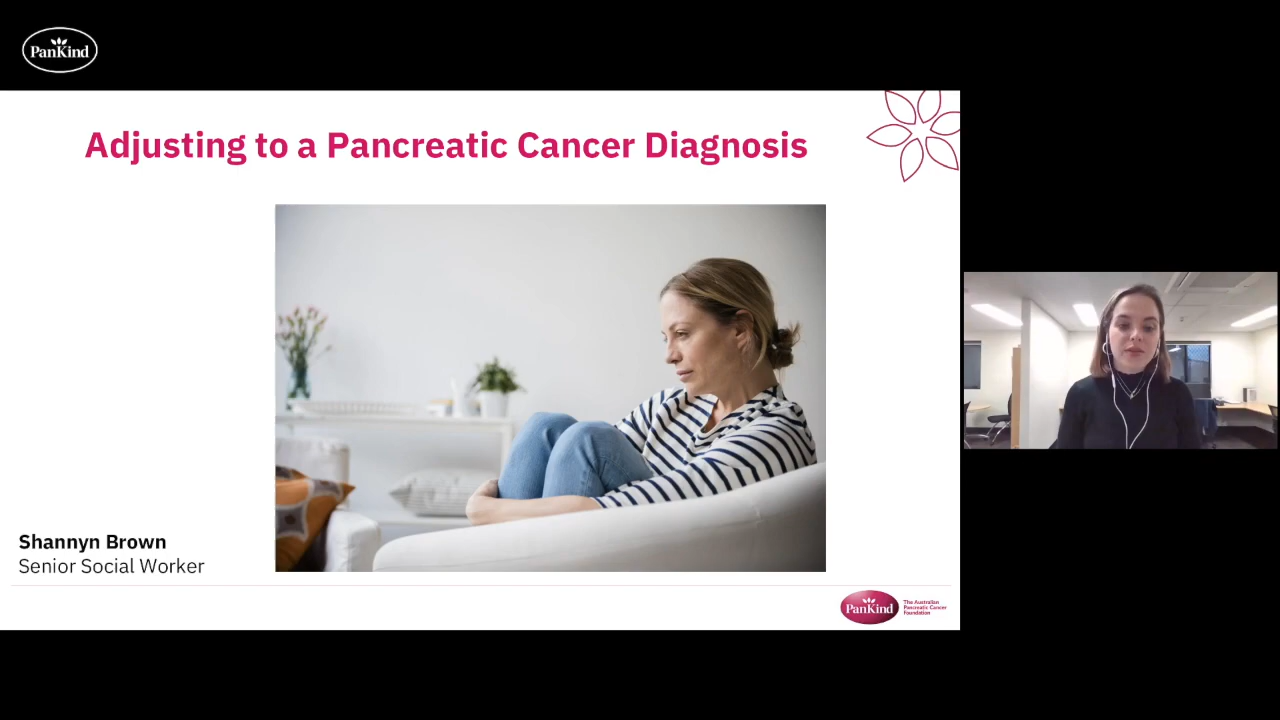 PanKind
Adjusting to a Pancreatic Cancer Diagnosis
Shannyn Brown
Senior Social Worker
PanKind
The Australian
Pancreatic Cancer
Foundation